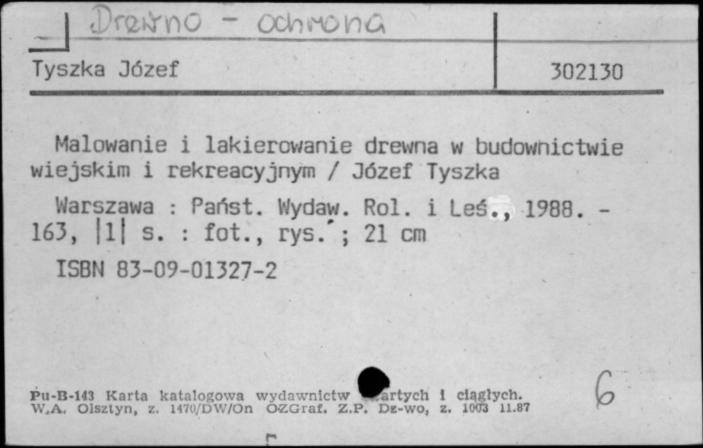 Drewno - ochrona
Tyszka Józef 302130
Malowanie i lakierowanie drewna w budownictwie
wiejskim i rekreacyjnym / Józef Tyszka
Warszawa : Państ. Wydaw. Rol. i Leś., 1988. -
163, |1| s. : fot., rys. ; 21 cm
ISBN 83-09-01327-2
Pu-B-143 Karta katalogowa wydawnictw artych i ciągłych. 6
W.A. Olsztyn, z. 1470/DW/On OZGraf. Z.P. Dz-wo, z. 1003 11.87